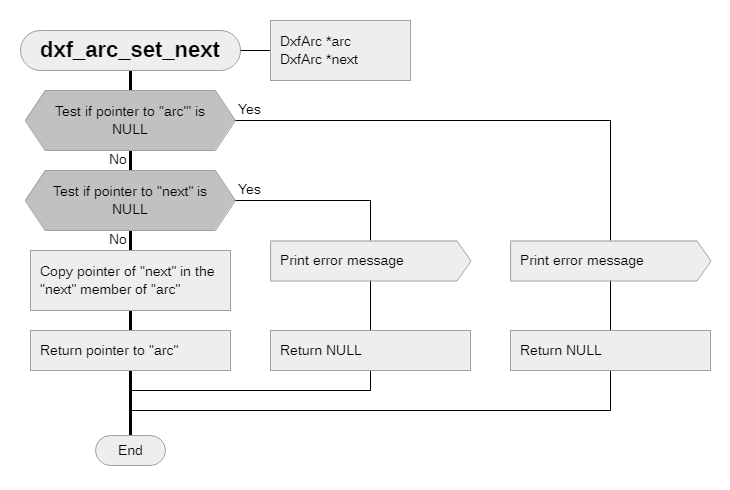 dxf_arc_set_next
DxfArc *arc
DxfArc *next
Test if pointer to "arc'" is
NULL
Yes
No
Test if pointer to "next" is
NULL
Yes
No
Copy pointer of "next" in the
"next" member of "arc"
Print error message
Print error message
Return pointer to "arc"
Return NULL
Return NULL
End